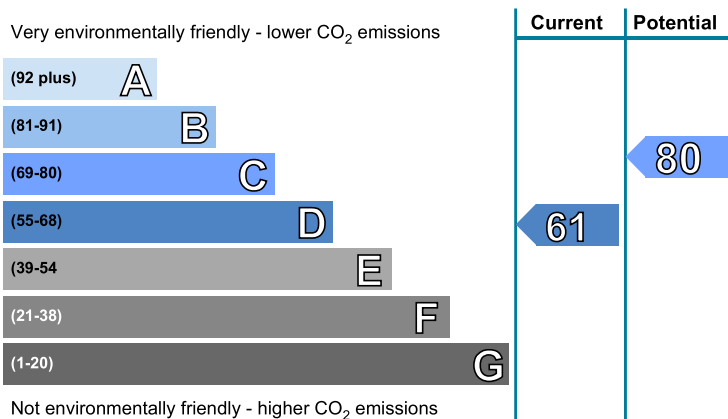 Very environmentally friendly - lower CO2 emissions
Current
Potential
(92 plus) A
(81-91) B
(69-80) C
80
(55-68) D
61
(39-54 E
(21-38) F
(1-20) G
Not environmentally friendly - higher CO2 emissions